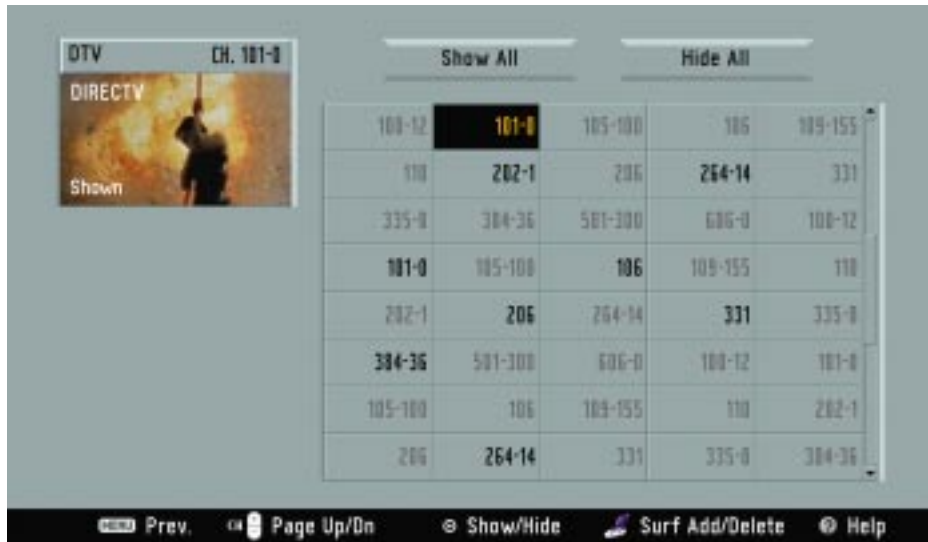 DTV CH. 101-0
DIRECTV
Shown
Show All Hide All
100-12 101-0 105-100 106 109-155
110 202-1 206 264-14 331
335-0 384-36 501-300 606-0 100-12
101-0 105-100 106 109-155 110
202-1 206 264-14 331 335-0
384-36 501-300 606-0 100-12 101-0
105-100 106 109-155 110 202-1
206 264-14 331 335-0 384-36
MENU Prev. CH Page Up/Dn Show/Hide Surf Add/Delete Help